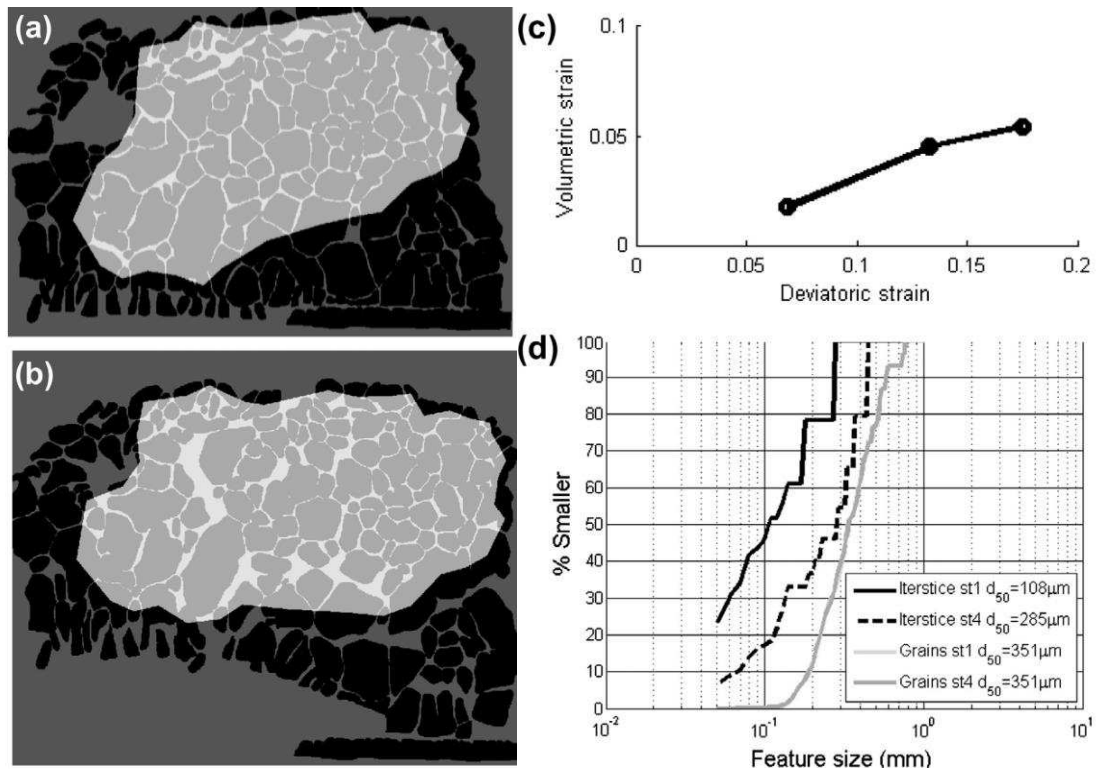 (a)
(b)
(c)
0.1
0.05
0
Volumetric strain
0
0.05
0.1
0.15
0.2
Deviatoric strain
(d)
100
90
80
70
60
50
40
30
20
10
0
% Smaller
Iterstice st1 d50=108µm
Iterstice st4 d50=285µm
Grains st1 d50=351µm
Grains st4 d50=351µm
10-2
10-1
100
101
Feature size (mm)